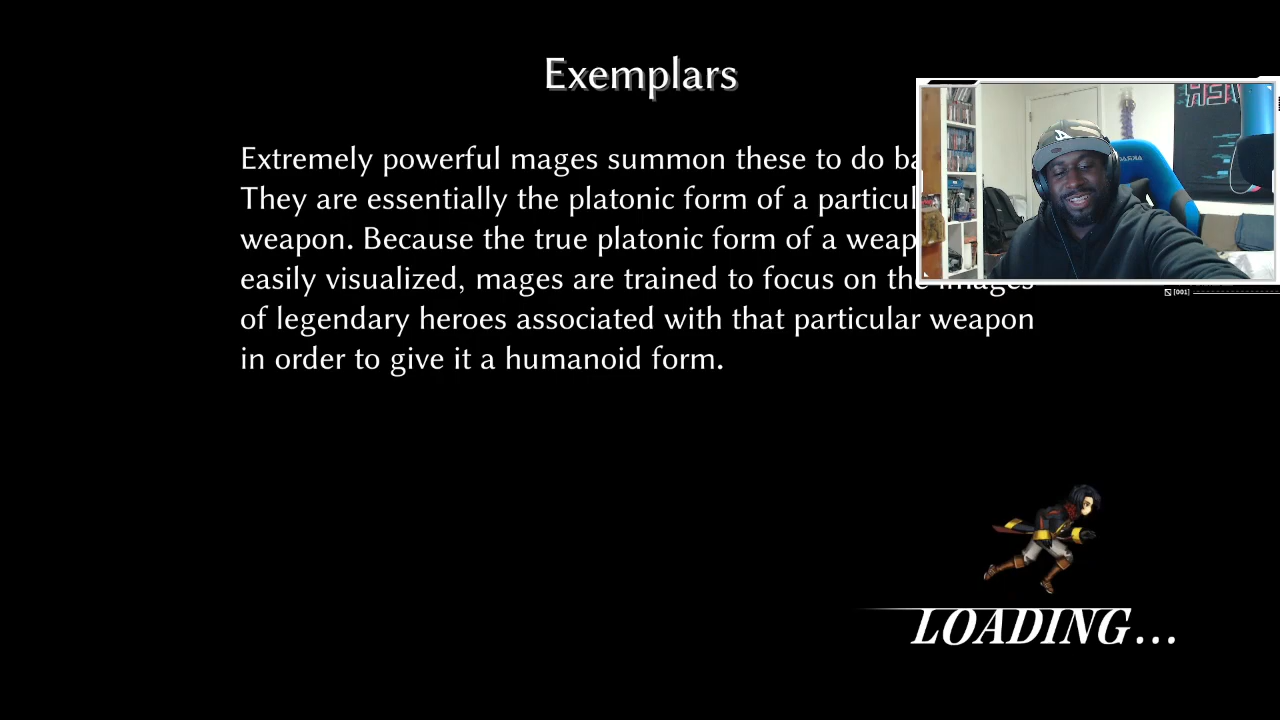 Exemplars
Extremely powerful mages summon these to do
They are essentially the platonic form of a
weapon. Because the true platonic form of a
easily visualized, mages are trained to focus on the images
of legendary heroes associated with that particular weapon
in order to give it a humanoid form.
[001]
LOADING...